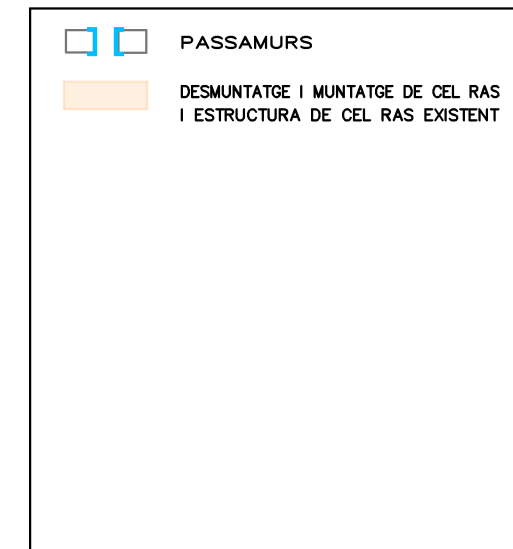 PASSAMURS
DESMUNTATGE I MUNTATGE DE CEL RAS
I ESTRUCTURA DE CEL RAS EXISTENT